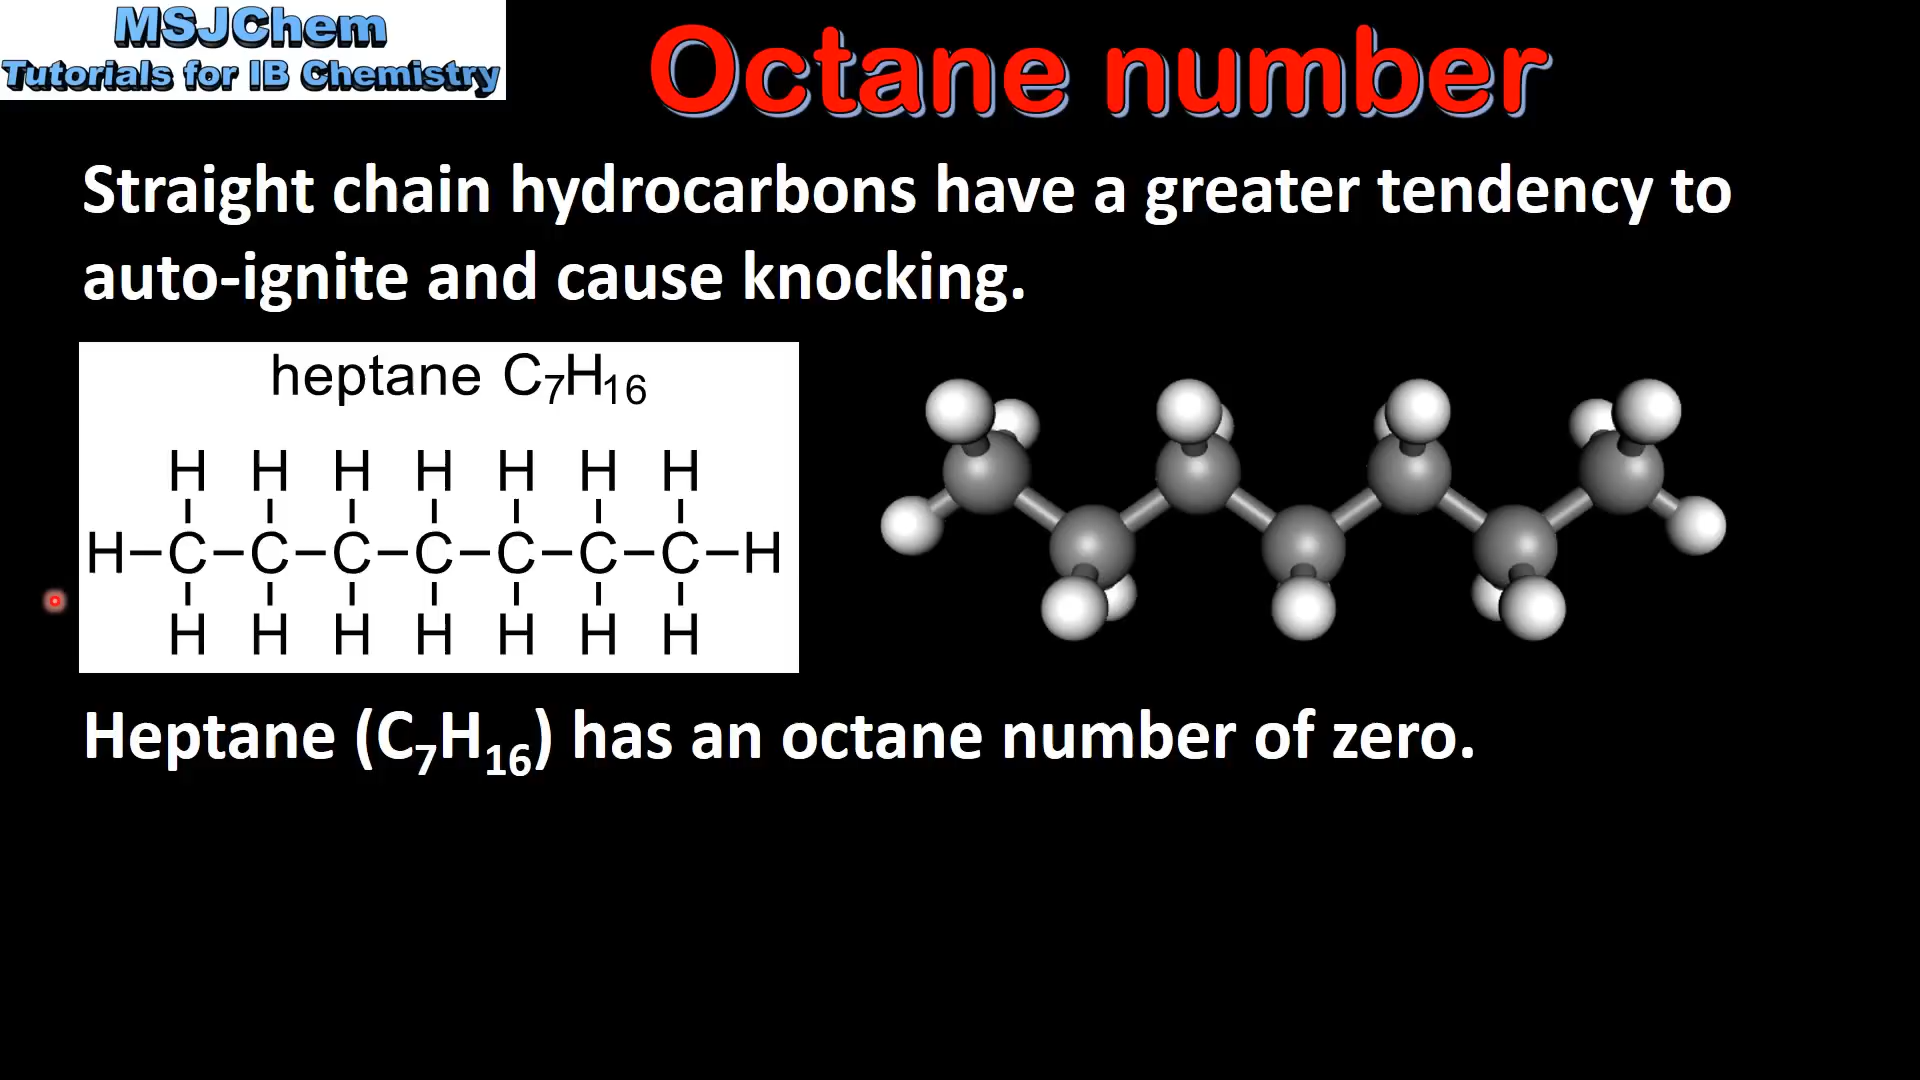 MSJChem
Tutorials for IB Chemistry
Octane number
Straight chain hydrocarbons have a greater tendency to
auto-ignite and cause knocking.
heptane C₇H₁₆
H H H H H H H
H–C–C–C–C–C–C–C–H
H H H H H H H
Heptane (C₇H₁₆) has an octane number of zero.